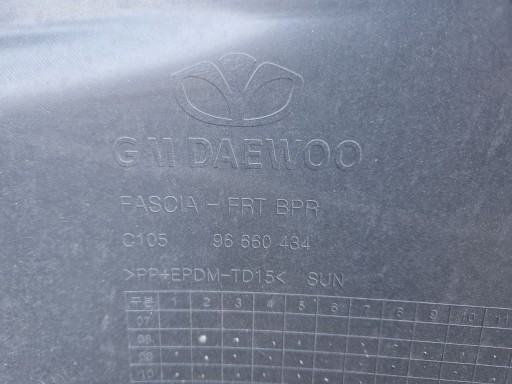 GM DAEWOO
FASCIA - FRT BPR
C105 96 660 434
>PP+EPDM-TD15< SUN
구분 1 2 3 4 5 6 7 8 9 10 11
07
08
09
10